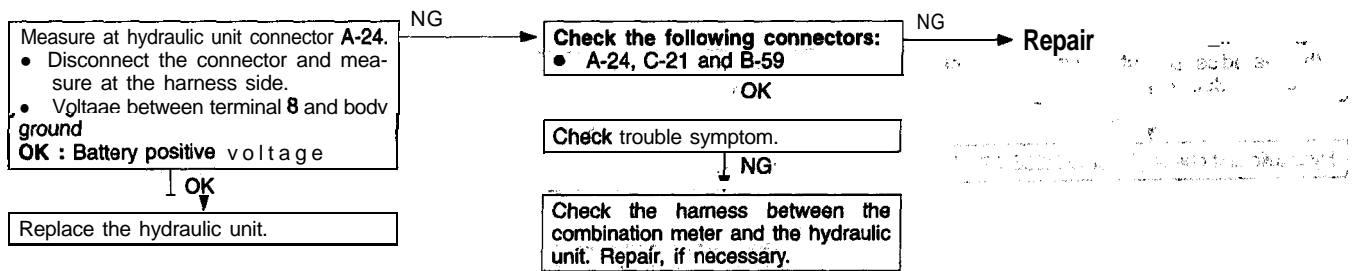 Measure at hydraulic unit connector A-24.
• Disconnect the connector and mea-
sure at the harness side.
• Voltage between terminal 8 and body
ground
OK : Battery positive voltage
OK
Replace the hydraulic unit.
NG
Check the following connectors:
• A-24, C-21 and B-59
OK
Check trouble symptom.
NG
Check the harness between the
combination meter and the hydraulic
unit. Repair, if necessary.
NG
Repair